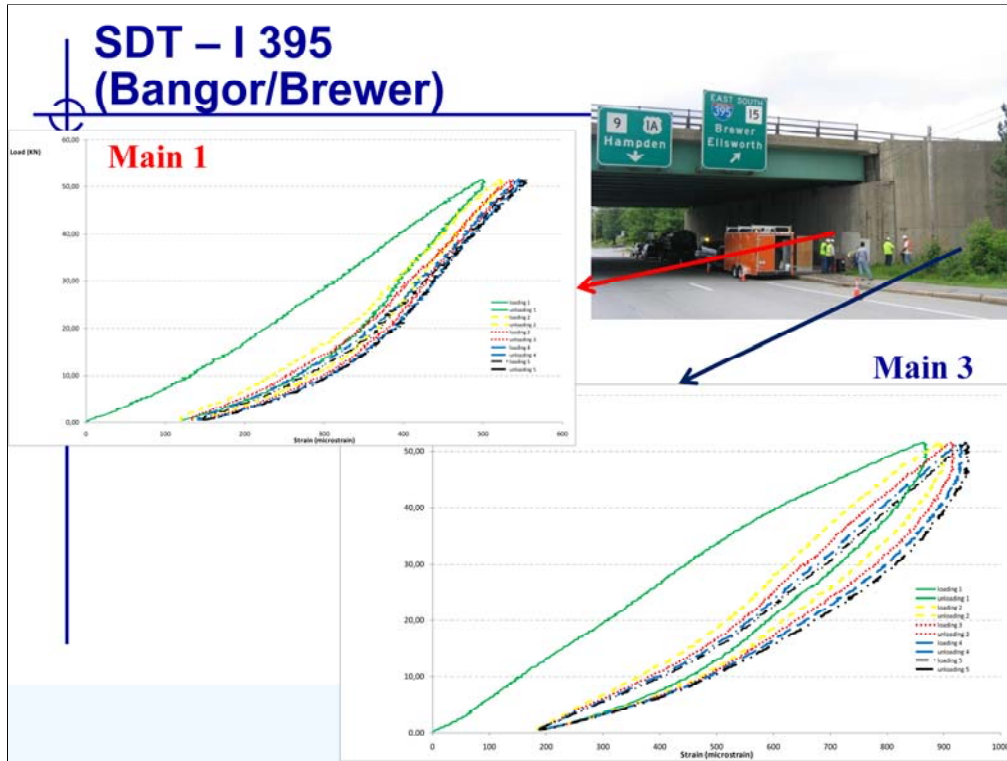 SDT – I 395
(Bangor/Brewer)
Main 1
Load (KN)
60,00
50,00
40,00
30,00
20,00
10,00
0,00
0
100
200
300
400
500
600
Strain (microstrain)
loading 1
unloading 1
loading 2
unloading 2
loading 3
unloading 3
loading 4
unloading 4
loading 5
unloading 5
9 1A
Hampden
EAST SOUTH
395 15
Brewer
Ellsworth
Main 3
50,00
40,00
30,00
20,00
10,00
0,00
0
100
200
300
400
500
600
700
800
900
1000
Strain (microstrain)
loading 1
unloading 1
loading 2
unloading 2
loading 3
unloading 3
loading 4
unloading 4
loading 5
unloading 5